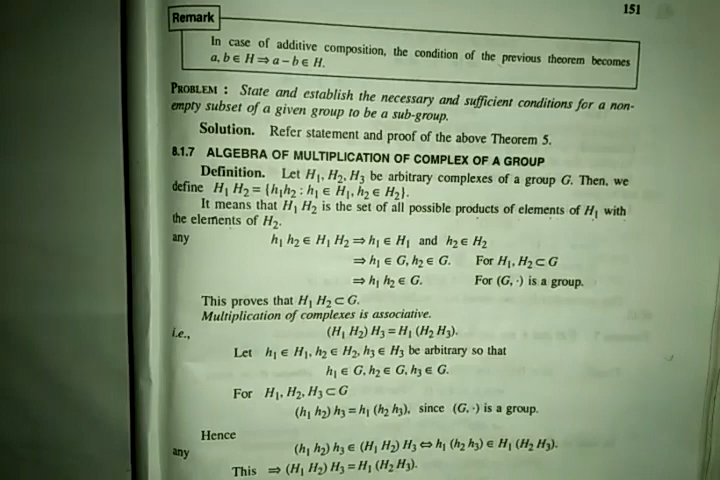 151
Remark
In case of additive composition, the condition of the previous theorem becomes
a, b ∈ H ⇒ a – b ∈ H.
PROBLEM : State and establish the necessary and sufficient conditions for a non-
empty subset of a given group to be a sub-group.
Solution. Refer statement and proof of the above Theorem 5.
8.1.7 ALGEBRA OF MULTIPLICATION OF COMPLEX OF A GROUP
Definition. Let H₁, H₂, H₃ be arbitrary complexes of a group G. Then, we
define H₁ H₂ = {h₁h₂ : h₁ ∈ H₁, h₂ ∈ H₂}.
It means that H₁ H₂ is the set of all possible products of elements of H₁ with
the elements of H₂.
any h₁ h₂ ∈ H₁ H₂ ⇒ h₁ ∈ H₁ and h₂ ∈ H₂
⇒ h₁ ∈ G, h₂ ∈ G. For H₁, H₂ ⊂ G
⇒ h₁ h₂ ∈ G. For (G, ·) is a group.
This proves that H₁ H₂ ⊂ G.
Multiplication of complexes is associative.
i.e., (H₁ H₂) H₃ = H₁ (H₂ H₃).
Let h₁ ∈ H₁, h₂ ∈ H₂, h₃ ∈ H₃ be arbitrary so that
h₁ ∈ G, h₂ ∈ G, h₃ ∈ G.
For H₁, H₂, H₃ ⊂ G
(h₁ h₂) h₃ = h₁ (h₂ h₃), since (G, ·) is a group.
Hence
any (h₁ h₂) h₃ ∈ (H₁ H₂) H₃ ⇔ h₁ (h₂ h₃) ∈ H₁ (H₂ H₃).
This ⇒ (H₁ H₂) H₃ = H₁ (H₂ H₃).